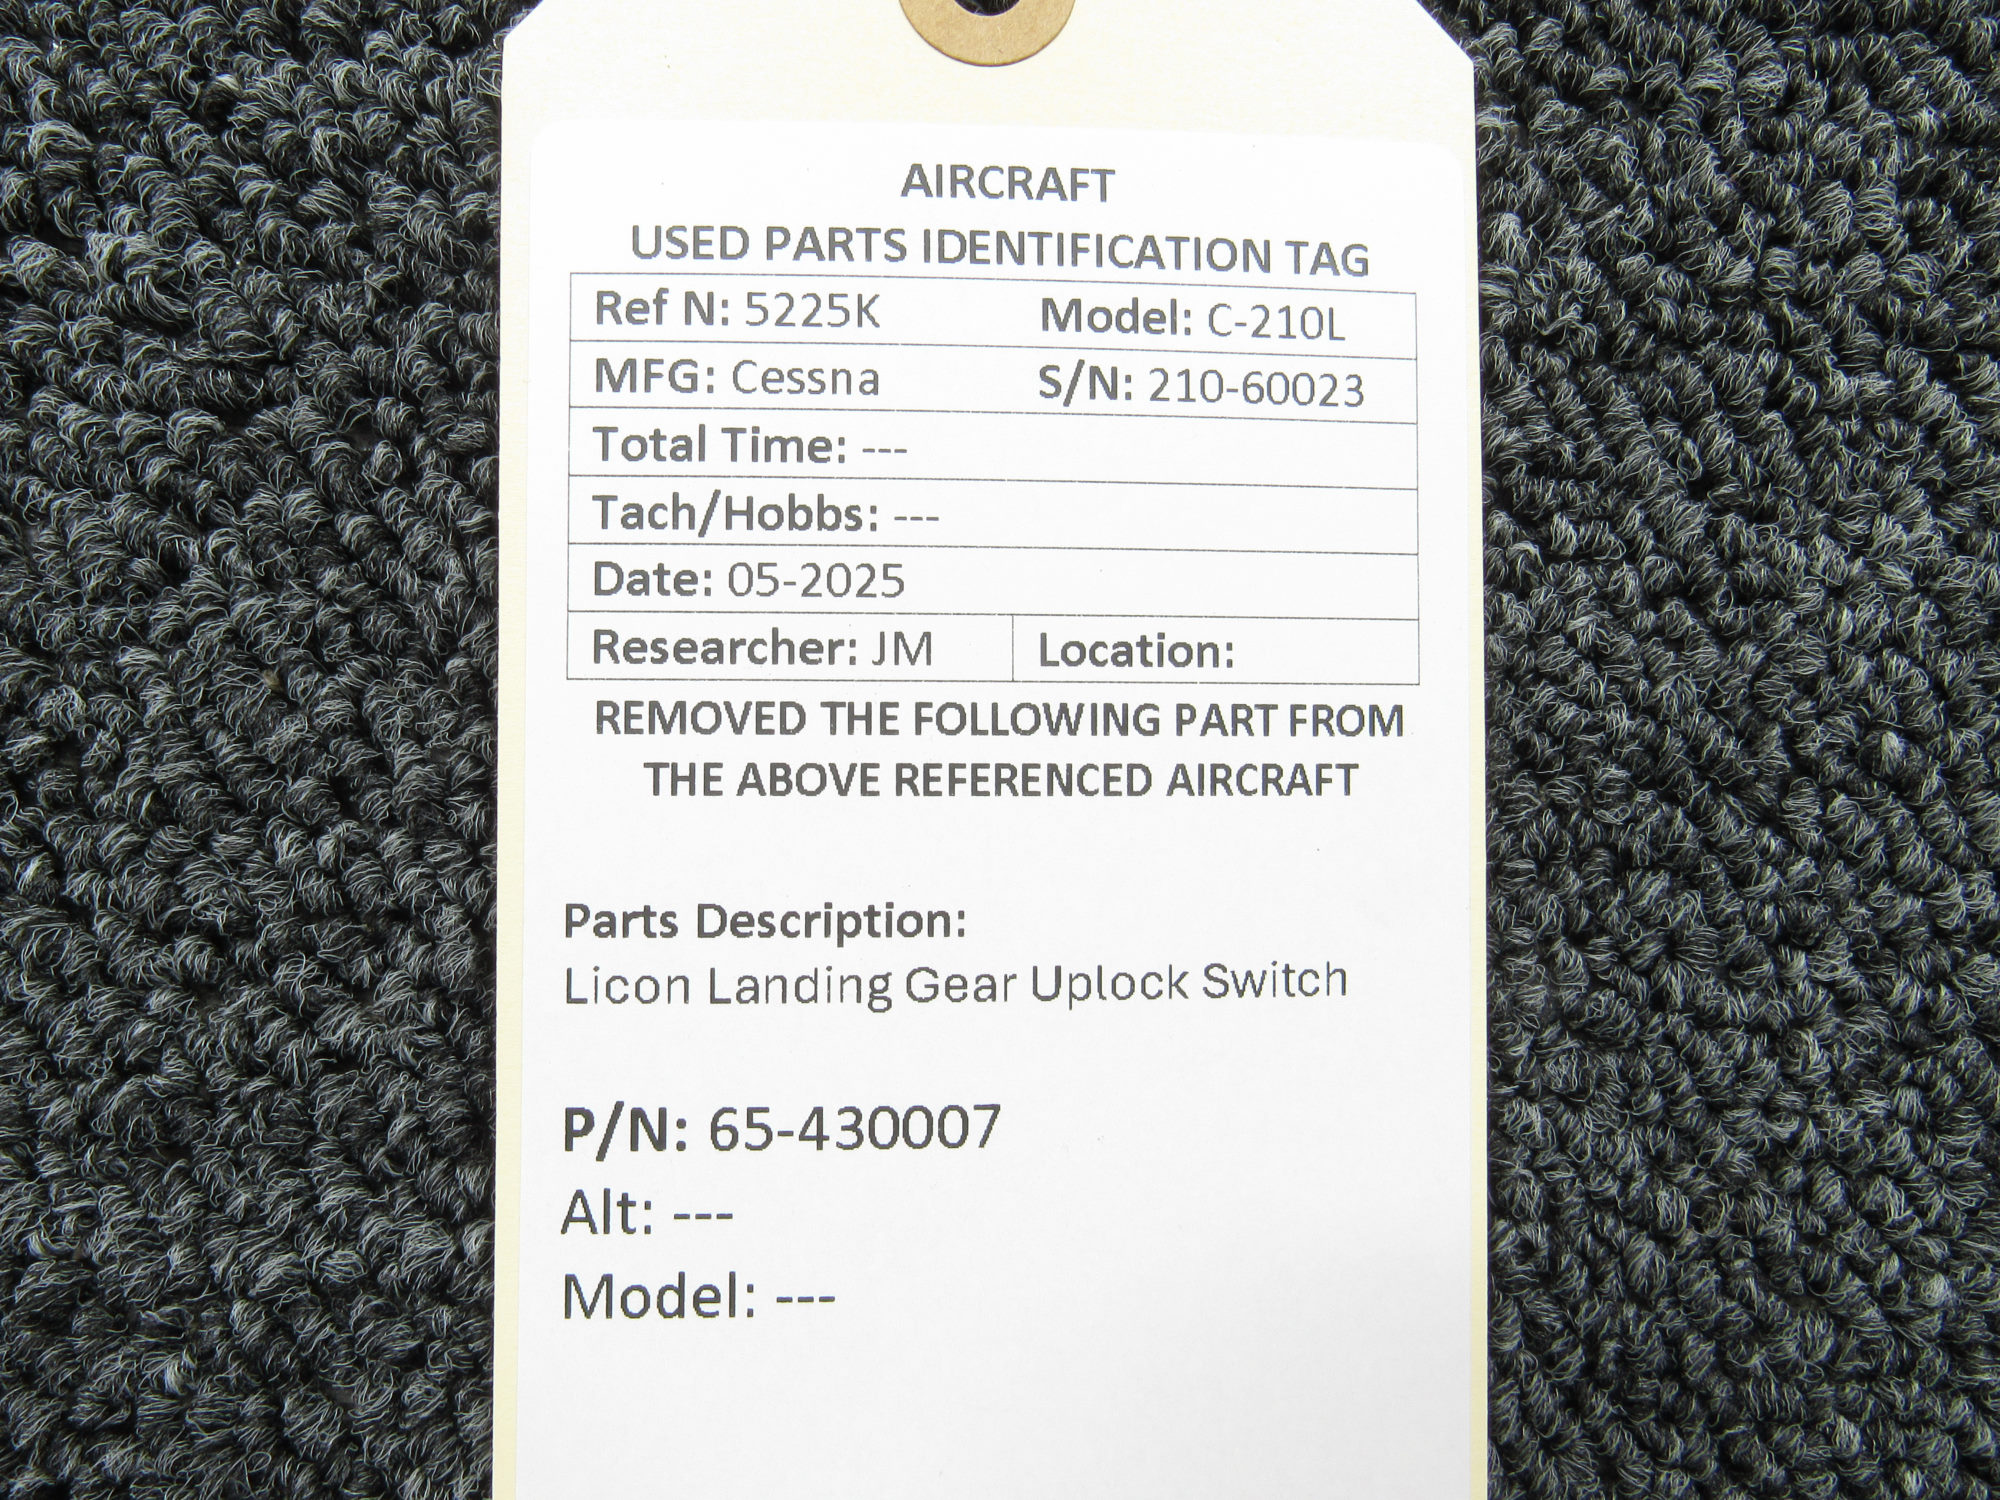 AIRCRAFT
USED PARTS IDENTIFICATION TAG
Ref N: 5225K Model: C-210L
MFG: Cessna S/N: 210-60023
Total Time: ---
Tach/Hobbs: ---
Date: 05-2025
Researcher: JM Location:
REMOVED THE FOLLOWING PART FROM
THE ABOVE REFERENCED AIRCRAFT
Parts Description:
Licon Landing Gear Uplock Switch
P/N: 65-430007
Alt: ---
Model: ---